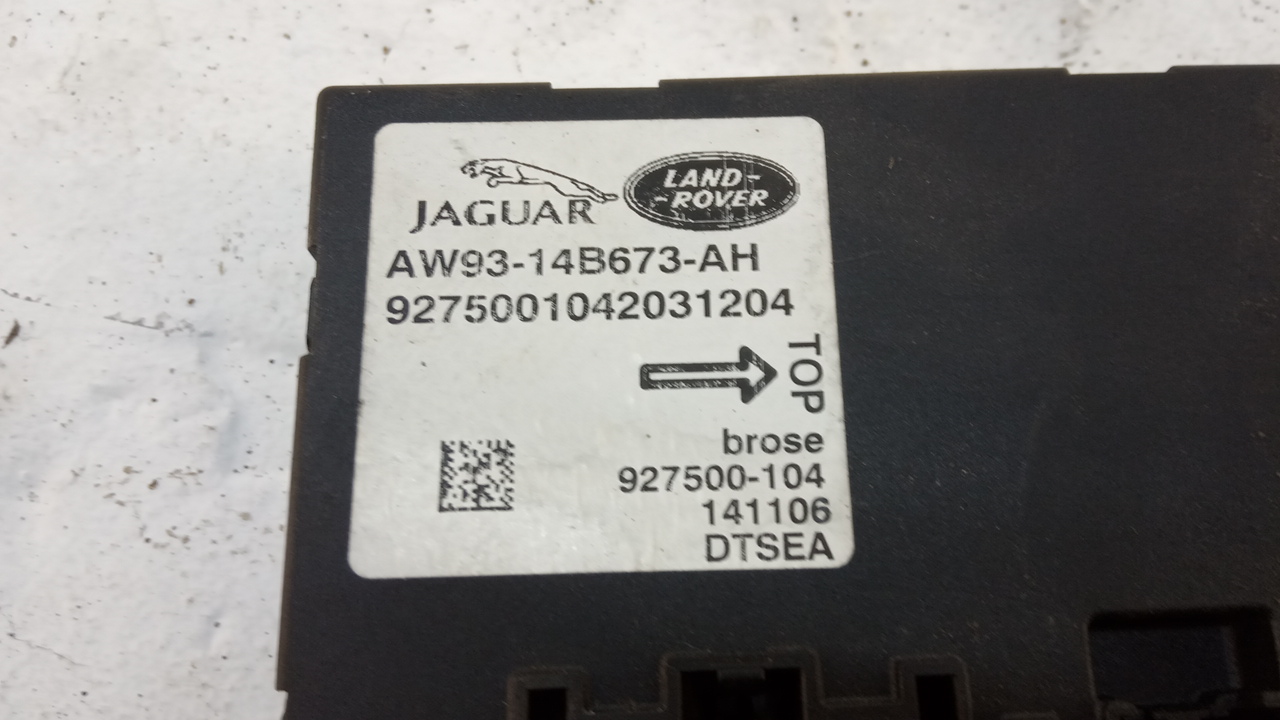 JAGUAR
LAND-
-ROVER
AW93-14B673-AH
9275001042031204
TOP
brose
927500-104
141106
DTSEA